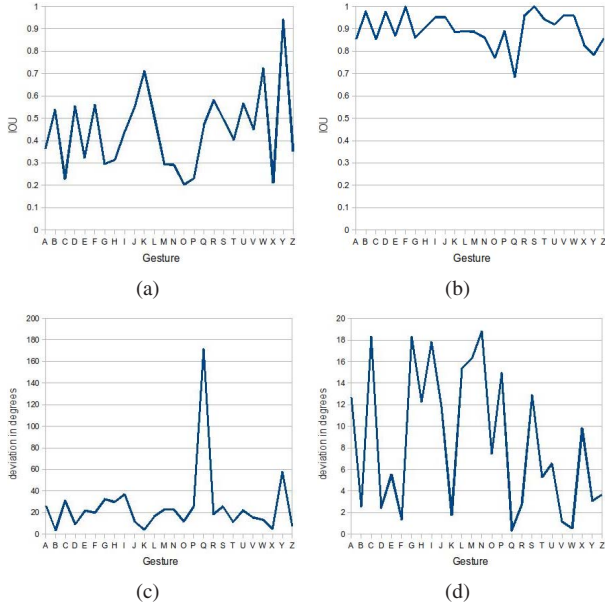 1
0.9
0.8
0.7
0.6
0.5
0.4
0.3
0.2
0.1
0
IOU
A B C D E F G H I J K L M N O P Q R S T U V W X Y Z
Gesture
(a)
1
0.9
0.8
0.7
0.6
0.5
0.4
0.3
0.2
0.1
0
IOU
A B C D E F G H I J K L M N O P Q R S T U V W X Y Z
Gesture
(b)
200
180
160
140
120
100
80
60
40
20
0
deviation in degrees
A B C D E F G H I J K L M N O P Q R S T U V W X Y Z
Gesture
(c)
20
18
16
14
12
10
8
6
4
2
0
deviation in degrees
A B C D E F G H I J K L M N O P Q R S T U V W X Y Z
Gesture
(d)